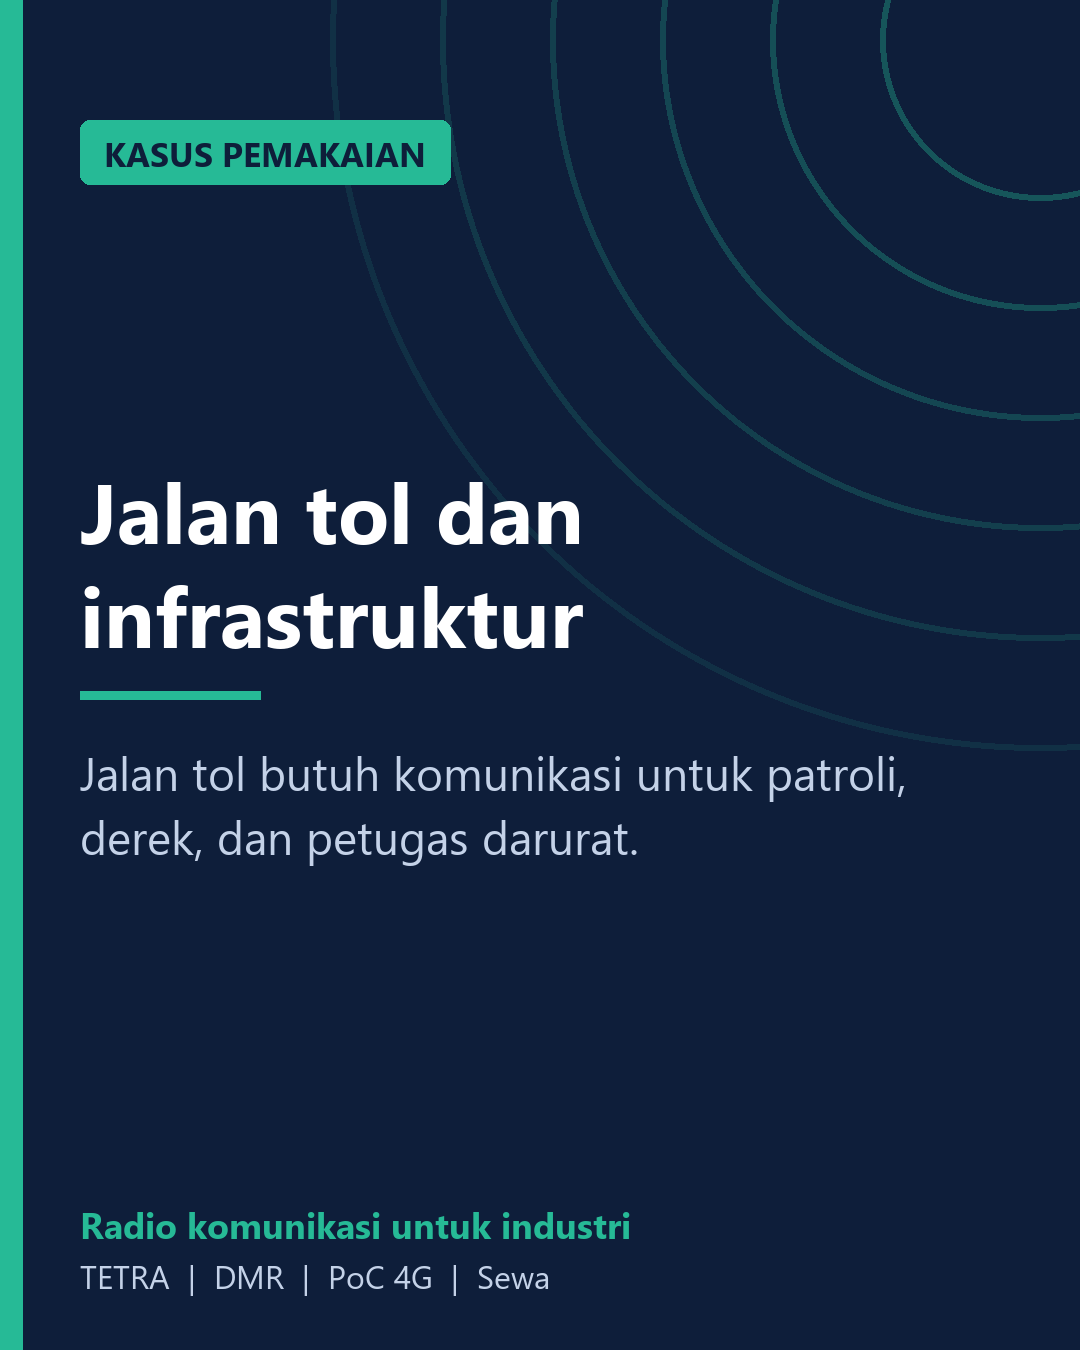 KASUS PEMAKAIAN
Jalan tol dan
infrastruktur
Jalan tol butuh komunikasi untuk patroli,
derek, dan petugas darurat.
Radio komunikasi untuk industri
TETRA | DMR | PoC 4G | Sewa